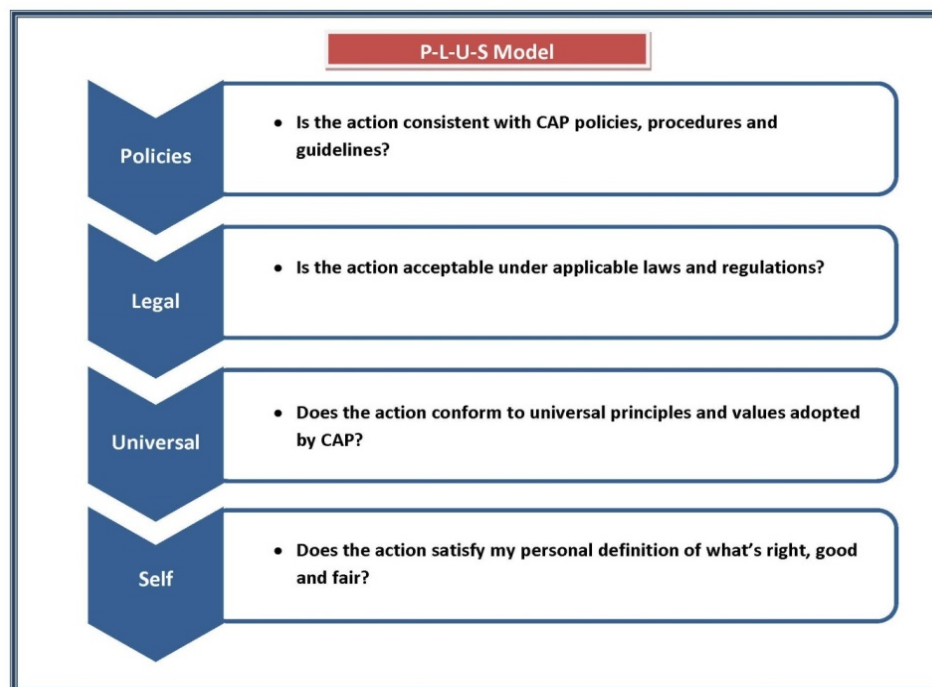 P-L-U-S Model
Policies
• Is the action consistent with CAP policies, procedures and
guidelines?
Legal
• Is the action acceptable under applicable laws and regulations?
Universal
• Does the action conform to universal principles and values adopted
by CAP?
Self
• Does the action satisfy my personal definition of what's right, good
and fair?